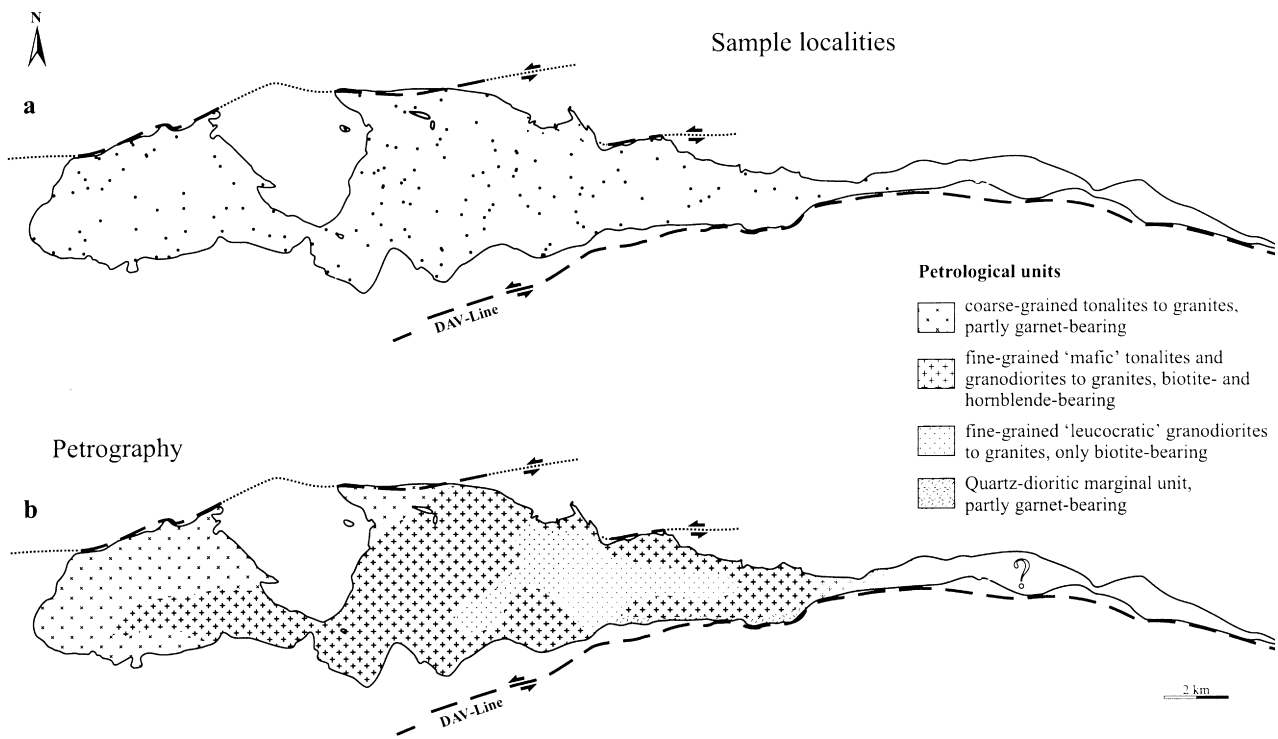 N
Sample localities
a
DAV-Line
Petrological units
coarse-grained tonalites to granites,
partly garnet-bearing
fine-grained ‘mafic’ tonalites and
granodiorites to granites, biotite- and
hornblende-bearing
fine-grained ‘leucocratic’ granodiorites
to granites, only biotite-bearing
Quartz-dioritic marginal unit,
partly garnet-bearing
Petrography
b
?
DAV-Line
2 km